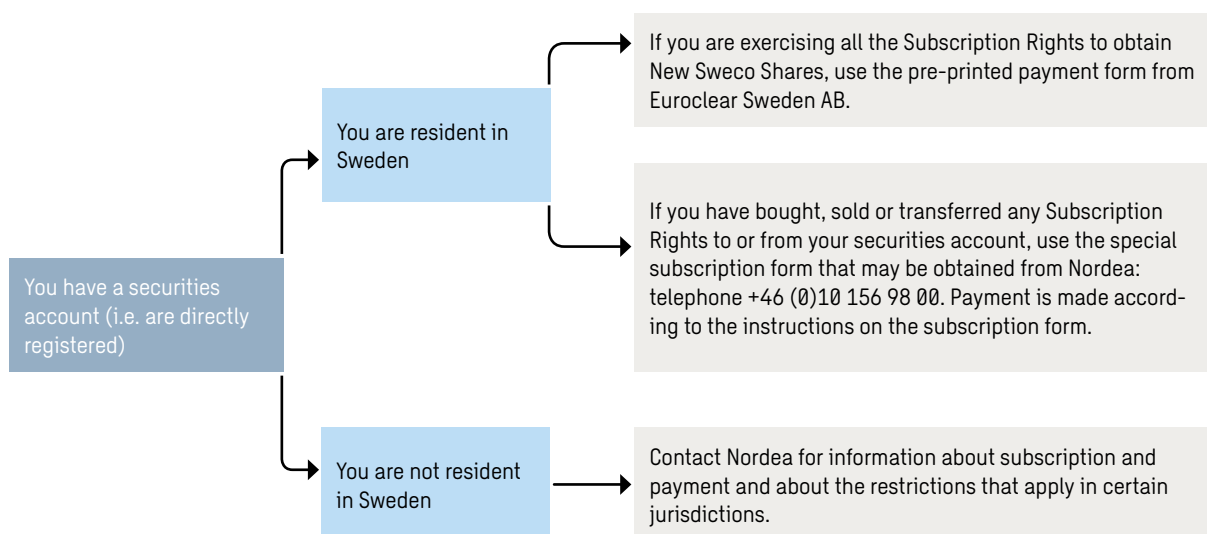 You have a securities
account (i.e. are directly
registered)
You are resident in
Sweden
If you are exercising all the Subscription Rights to obtain
New Sweco Shares, use the pre-printed payment form from
Euroclear Sweden AB.
If you have bought, sold or transferred any Subscription
Rights to or from your securities account, use the special
subscription form that may be obtained from Nordea:
telephone +46 (0)10 156 98 00. Payment is made accord-
ing to the instructions on the subscription form.
You are not resident
in Sweden
Contact Nordea for information about subscription and
payment and about the restrictions that apply in certain
jurisdictions.